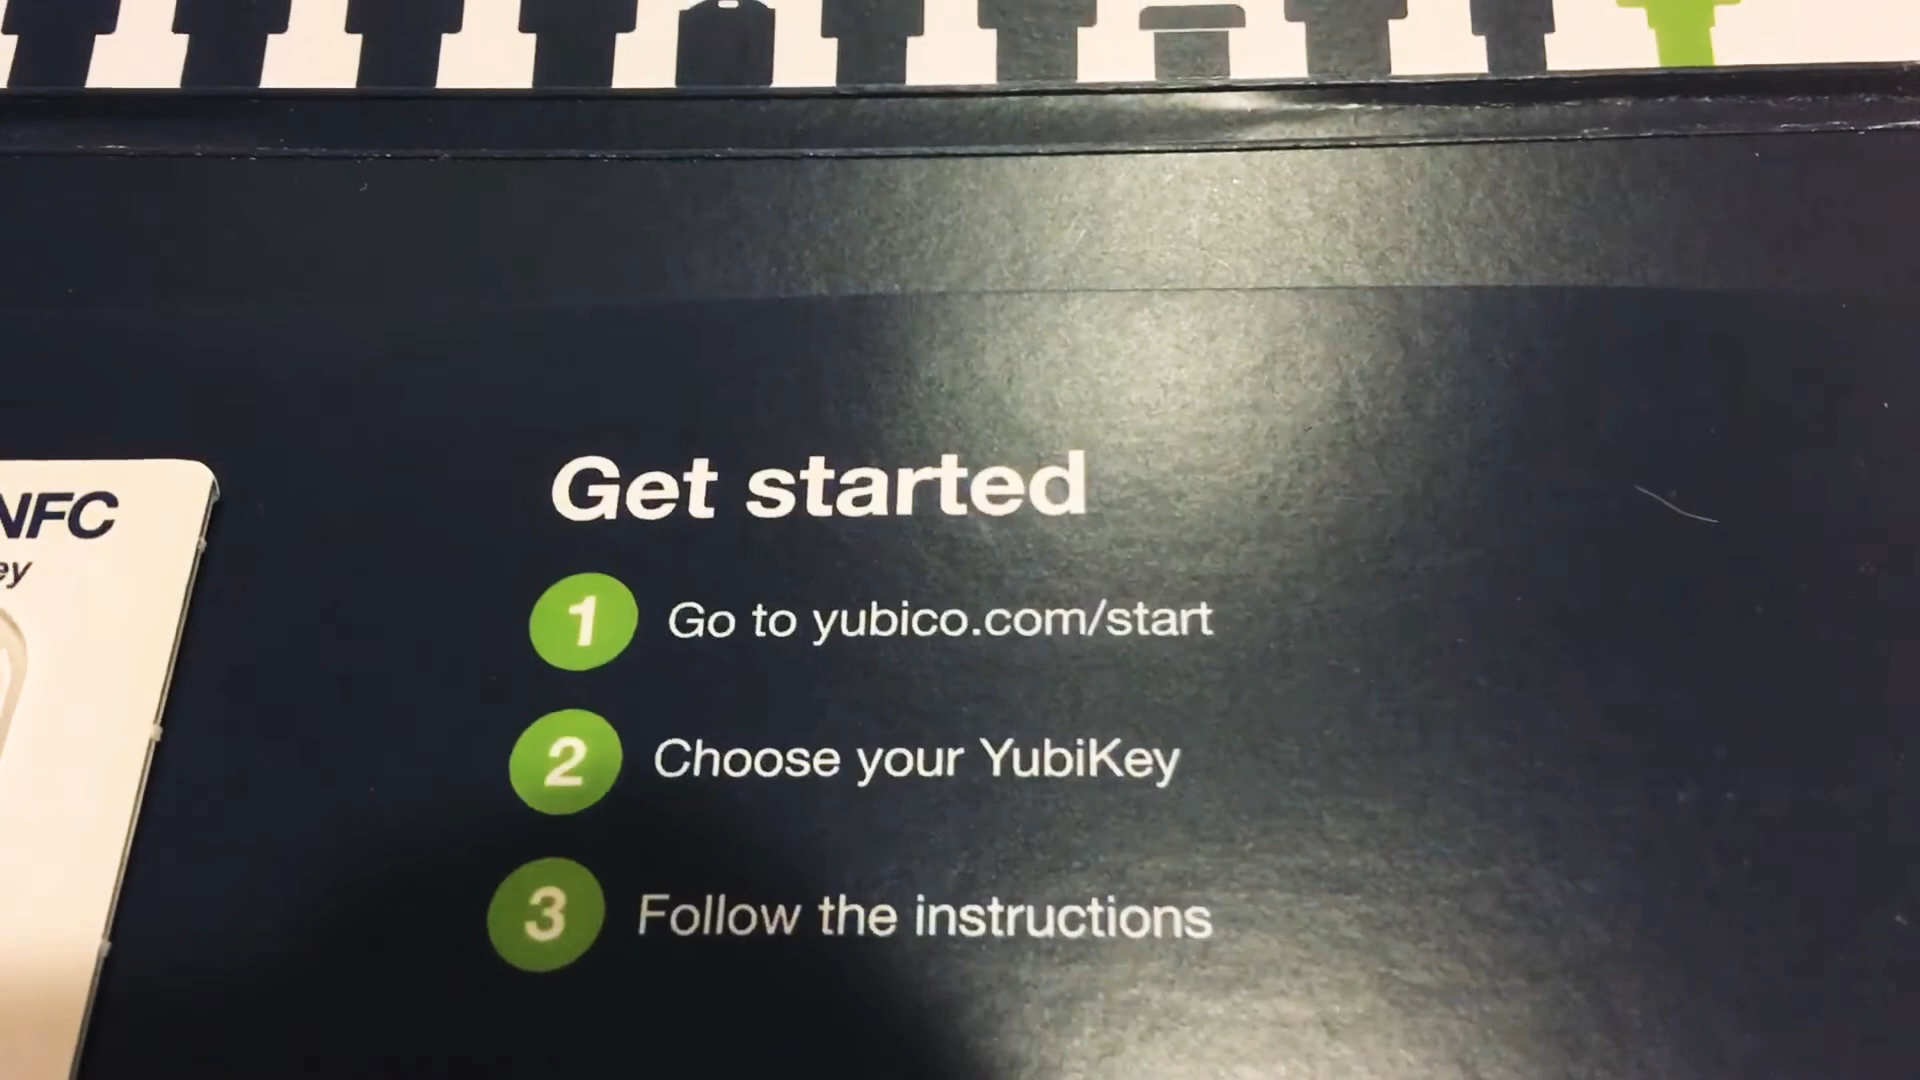 Get started
1 Go to yubico.com/start
2 Choose your YubiKey
3 Follow the instructions
NFC